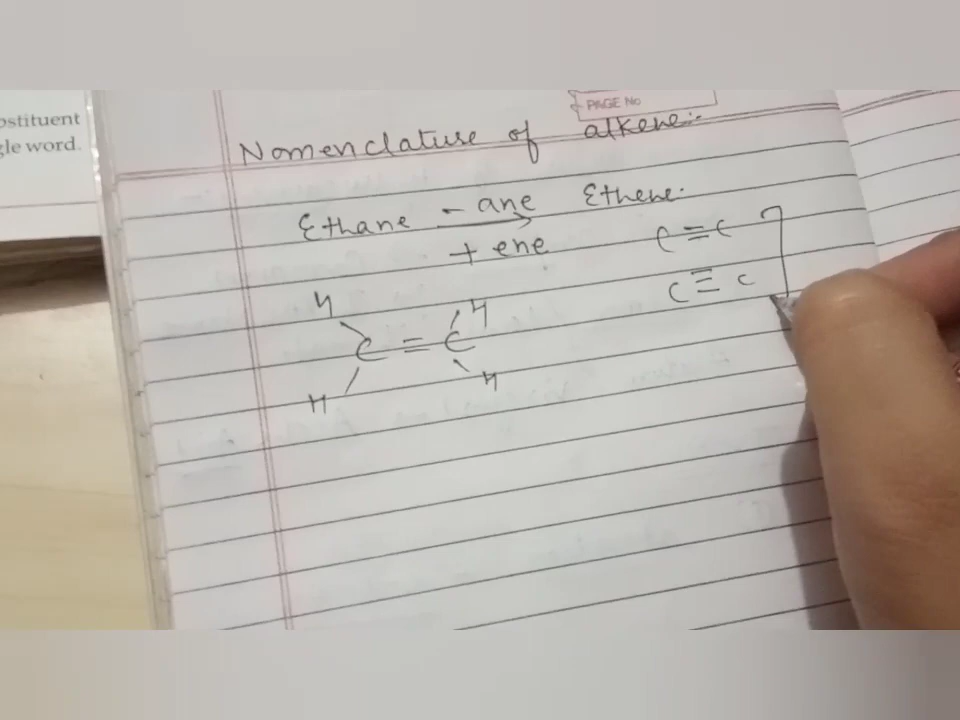 ostituent
gle word.
PAGE No
Nomenclature of alkene:-
Ethane - ane Ethene.
+ ene
C = C
C ≡ C
H H
C = C
H H